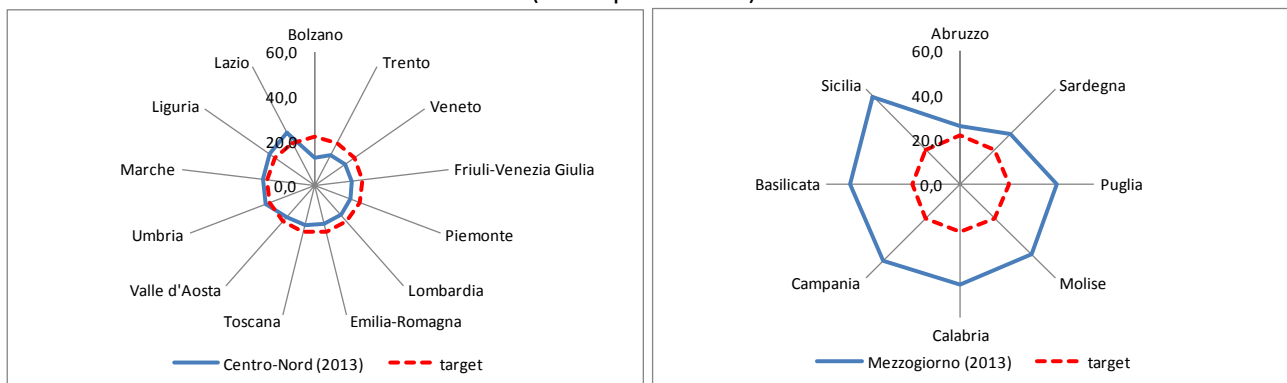 Bolzano
60,0
Lazio
Trento
40,0
Liguria
Veneto
20,0
Marche
Friuli-Venezia Giulia
0,0
Umbria
Piemonte
Valle d'Aosta
Lombardia
Toscana
Emilia-Romagna
Centro-Nord (2013)
target
Abruzzo
60,0
Sicilia
Sardegna
40,0
20,0
Basilicata
0,0
Puglia
Campania
Molise
Calabria
Mezzogiorno (2013)
target